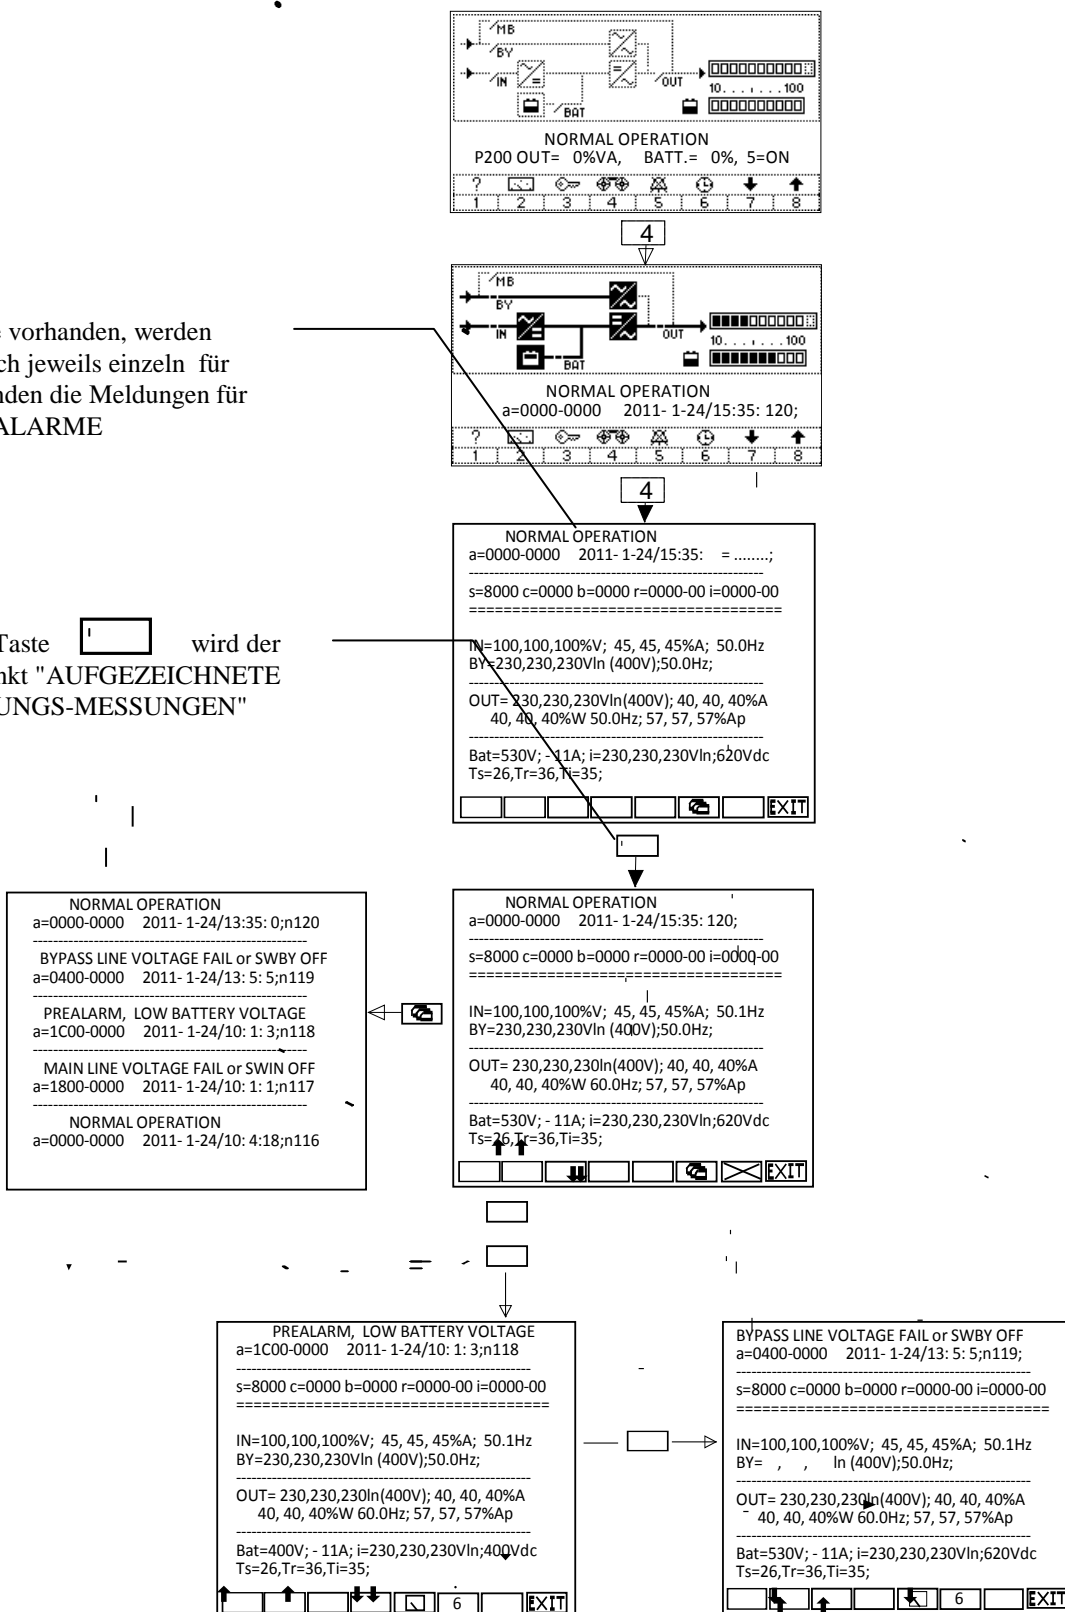 MB
BY
IN
BAT
OUT
10 . . . . . . . 100
NORMAL OPERATION
P200 OUT= 0%VA, BATT.= 0%, 5=ON
?
1 2 3 4 5 6 7 8
4
MB
BY
IN
BAT
OUT
10 . . . . . . . 100
NORMAL OPERATION
a=0000-0000 2011- 1-24/15:35: 120;
?
1 2 3 4 5 6 7 8
4
vorhanden, werden
ch jeweils einzeln für
nden die Meldungen für
ALARME
NORMAL OPERATION
a=0000-0000 2011- 1-24/15:35: = ........;
s=8000 c=0000 b=0000 r=0000-00 i=0000-00
IN=100,100,100%V; 45, 45, 45%A; 50.0Hz
BY=230,230,230Vln (400V);50.0Hz;
OUT= 230,230,230Vln(400V); 40, 40, 40%A
40, 40, 40%W 50.0Hz; 57, 57, 57%Ap
Bat=530V; - 11A; i=230,230,230Vln;620Vdc
Ts=26,Tr=36,Ti=35;
EXIT
Taste wird der
nkt "AUFGEZEICHNETE
UNGS-MESSUNGEN"
NORMAL OPERATION
a=0000-0000 2011- 1-24/13:35: 0;n120
BYPASS LINE VOLTAGE FAIL or SWBY OFF
a=0400-0000 2011- 1-24/13: 5: 5;n119
PREALARM, LOW BATTERY VOLTAGE
a=1C00-0000 2011- 1-24/10: 1: 3;n118
MAIN LINE VOLTAGE FAIL or SWIN OFF
a=1800-0000 2011- 1-24/10: 1: 1;n117
NORMAL OPERATION
a=0000-0000 2011- 1-24/10: 4:18;n116
NORMAL OPERATION
a=0000-0000 2011- 1-24/15:35: 120;
s=8000 c=0000 b=0000 r=0000-00 i=0000-00
IN=100,100,100%V; 45, 45, 45%A; 50.1Hz
BY=230,230,230Vln (400V);50.0Hz;
OUT= 230,230,230ln(400V); 40, 40, 40%A
40, 40, 40%W 60.0Hz; 57, 57, 57%Ap
Bat=530V; - 11A; i=230,230,230Vln;620Vdc
Ts=26,Tr=36,Ti=35;
EXIT
PREALARM, LOW BATTERY VOLTAGE
a=1C00-0000 2011- 1-24/10: 1: 3;n118
s=8000 c=0000 b=0000 r=0000-00 i=0000-00
IN=100,100,100%V; 45, 45, 45%A; 50.1Hz
BY=230,230,230Vln (400V);50.0Hz;
OUT= 230,230,230ln(400V); 40, 40, 40%A
40, 40, 40%W 60.0Hz; 57, 57, 57%Ap
Bat=400V; - 11A; i=230,230,230Vln;400Vdc
Ts=26,Tr=36,Ti=35;
6 EXIT
BYPASS LINE VOLTAGE FAIL or SWBY OFF
a=0400-0000 2011- 1-24/13: 5: 5;n119;
s=8000 c=0000 b=0000 r=0000-00 i=0000-00
IN=100,100,100%V; 45, 45, 45%A; 50.1Hz
BY= , , ln (400V);50.0Hz;
OUT= 230,230,230ln(400V); 40, 40, 40%A
40, 40, 40%W 60.0Hz; 57, 57, 57%Ap
Bat=530V; - 11A; i=230,230,230Vln;620Vdc
Ts=26,Tr=36,Ti=35;
6 EXIT